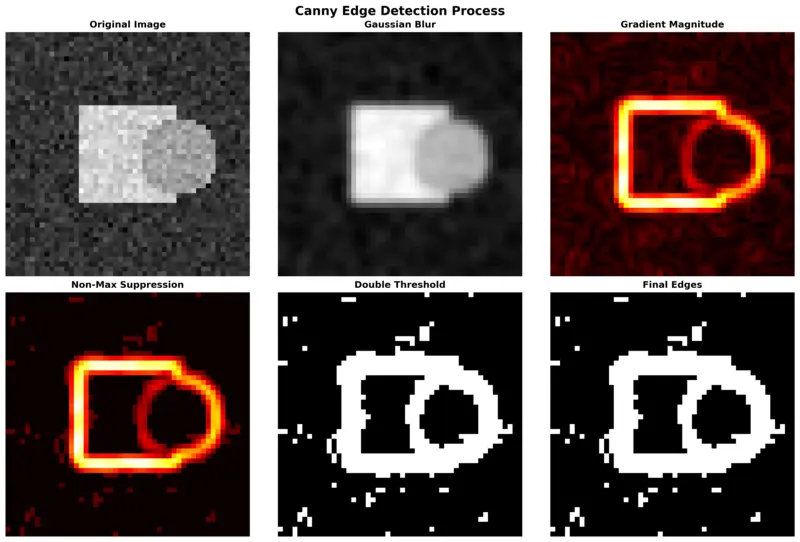 Canny Edge Detection Process
Original Image
Gaussian Blur
Gradient Magnitude
Non-Max Suppression
Double Threshold
Final Edges